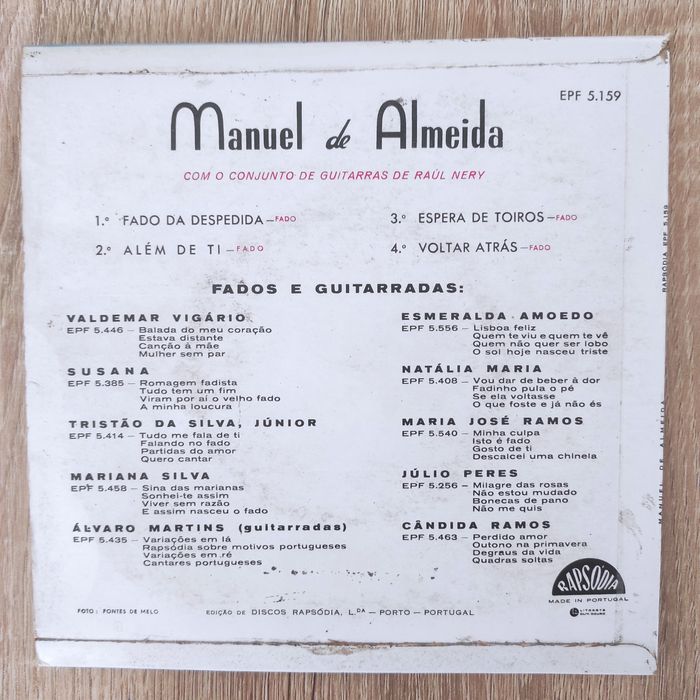 EPF 5.159
Manuel de Almeida
COM O CONJUNTO DE GUITARRAS DE RAÚL NERY
1.º FADO DA DESPEDIDA — FADO
2.º ALÉM DE TI — FADO
3.º ESPERA DE TOIROS — FADO
4.º VOLTAR ATRÁS — FADO
FADOS E GUITARRADAS:
VALDEMAR VIGÁRIO
EPF 5.446 — Balada do meu coração
Estava distante
Canção à mãe
Mulher sem par
SUSANA
EPF 5.385 — Romagem fadista
Tudo tem um fim
Viram por aí o velho fado
A minha loucura
TRISTÃO DA SILVA, JÚNIOR
EPF 5.414 — Tudo me fala de ti
Falando no fado
Partidas do amor
Quero cantar
MARIANA SILVA
EPF 5.458 — Sina das marianas
Sonhei-te assim
Viver sem razão
E assim nasceu o fado
ÁLVARO MARTINS (guitarradas)
EPF 5.435 — Variações em lá
Rapsódia sobre motivos portugueses
Variações em ré
Cantares portugueses
ESMERALDA AMOEDO
EPF 5.556 — Lisboa feliz
Quem te viu e quem te vê
Quem não quer ser lobo
O sol hoje nasceu triste
NATÁLIA MARIA
EPF 5.408 — Vou dar de beber à dor
Fadinho pula o pé
Se ela voltasse
O que foste e já não és
MARIA JOSÉ RAMOS
EPF 5.540 — Minha culpa
Isto é fado
Gosto de ti
Descalcei uma chinela
JÚLIO PERES
EPF 5.256 — Milagre das rosas
Não estou mudado
Bonecas de pano
Não me quis
CÂNDIDA RAMOS
EPF 5.463 — Perdido amor
Outono na primavera
Degraus da vida
Quadras soltas
RAPSÓDIA
MADE IN PORTUGAL
FOTO: FONTES DE MELO
EDIÇÃO DE DISCOS RAPSÓDIA, L.DA — PORTO — PORTUGAL
RAPSÓDIA EPF 5.159
MANUEL DE ALMEIDA